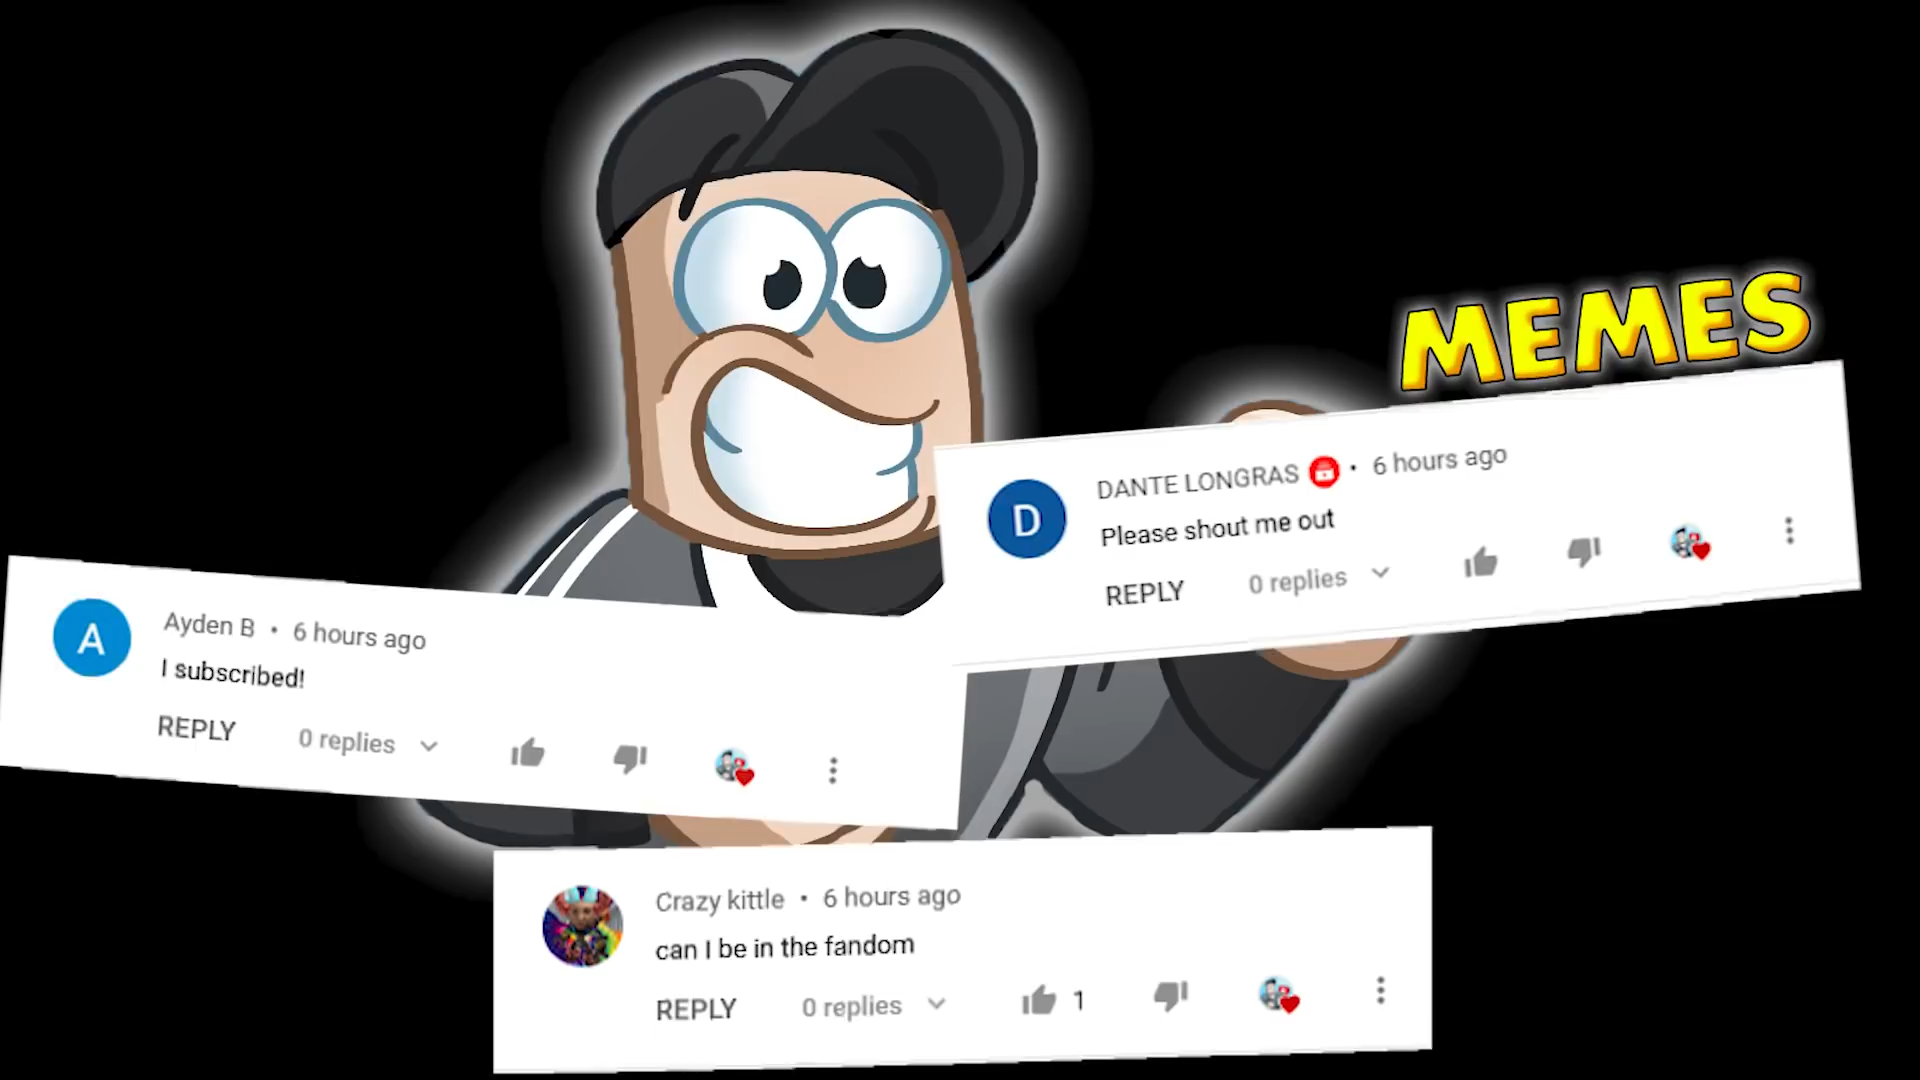 MEMES
D
DANTE LONGRAS • 6 hours ago
Please shout me out
REPLY 0 replies
A
Ayden B • 6 hours ago
I subscribed!
REPLY 0 replies
Crazy kittle • 6 hours ago
can I be in the fandom
REPLY 0 replies 1